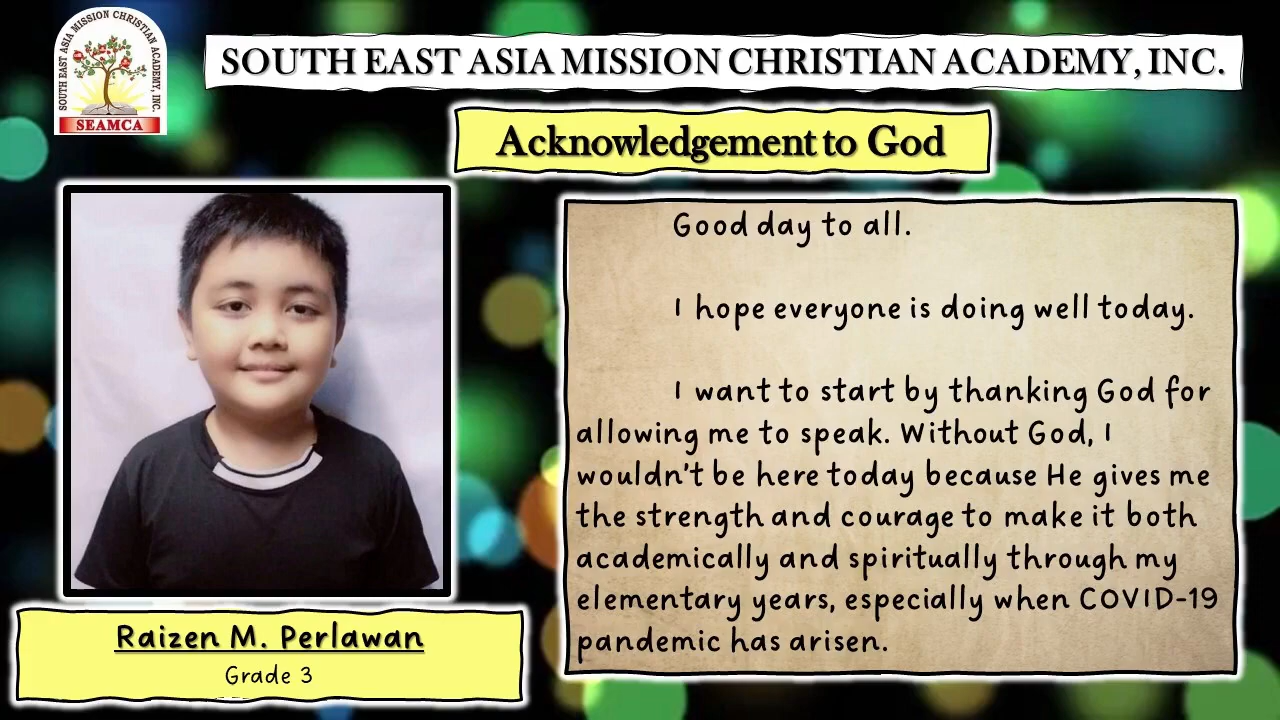 SOUTH EAST ASIA MISSION CHRISTIAN ACADEMY, INC.
SEAMCA
SOUTH EAST ASIA MISSION CHRISTIAN ACADEMY, INC.
Acknowledgement to God
Good day to all.
I hope everyone is doing well today.
I want to start by thanking God for
allowing me to speak. Without God, I
wouldn't be here today because He gives me
the strength and courage to make it both
academically and spiritually through my
elementary years, especially when COVID-19
pandemic has arisen.
Raizen M. Perlawan
Grade 3